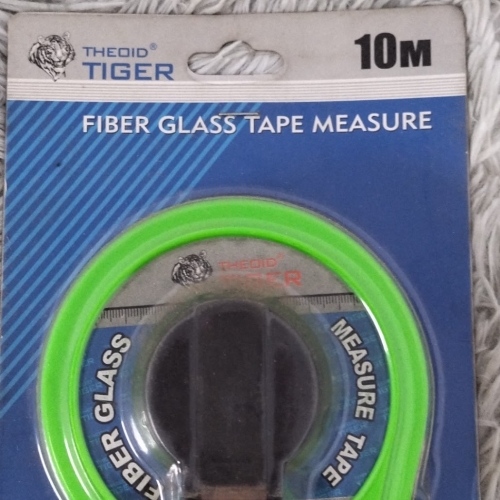 THEOID®
TIGER
10M
FIBER GLASS TAPE MEASURE
THEOID®
TIGER
FIBER GLASS
MEASURE TAPE